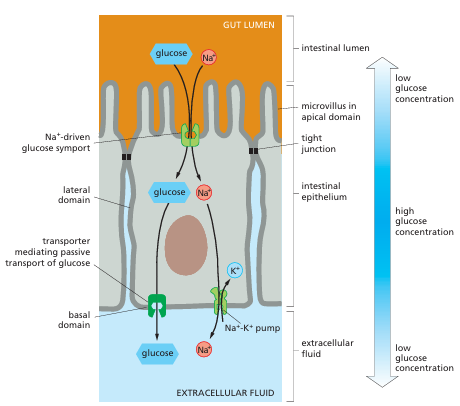 GUT LUMEN
glucose
Na+
intestinal lumen
low
glucose
concentration
microvillus in
apical domain
Na+-driven
glucose symport
tight
junction
lateral
domain
glucose
Na+
intestinal
epithelium
high
glucose
concentration
transporter
mediating passive
transport of glucose
K+
basal
domain
Na+-K+ pump
glucose
Na+
extracellular
fluid
low
glucose
concentration
EXTRACELLULAR FLUID